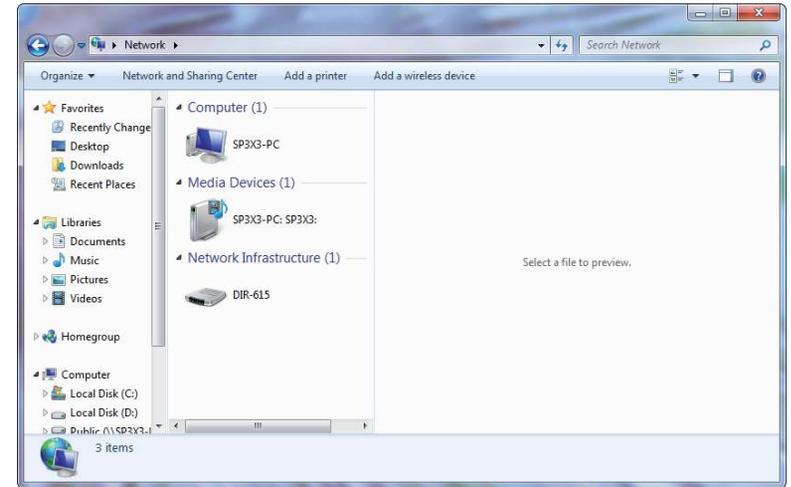 Network
Search Network
Organize
Network and Sharing Center
Add a printer
Add a wireless device
Favorites
Recently Change
Desktop
Downloads
Recent Places
Libraries
Documents
Music
Pictures
Videos
Homegroup
Computer
Local Disk (C:)
Local Disk (D:)
Public (\\SP3X3-
Computer (1)
SP3X3-PC
Media Devices (1)
SP3X3-PC: SP3X3:
Network Infrastructure (1)
DIR-615
Select a file to preview.
3 items